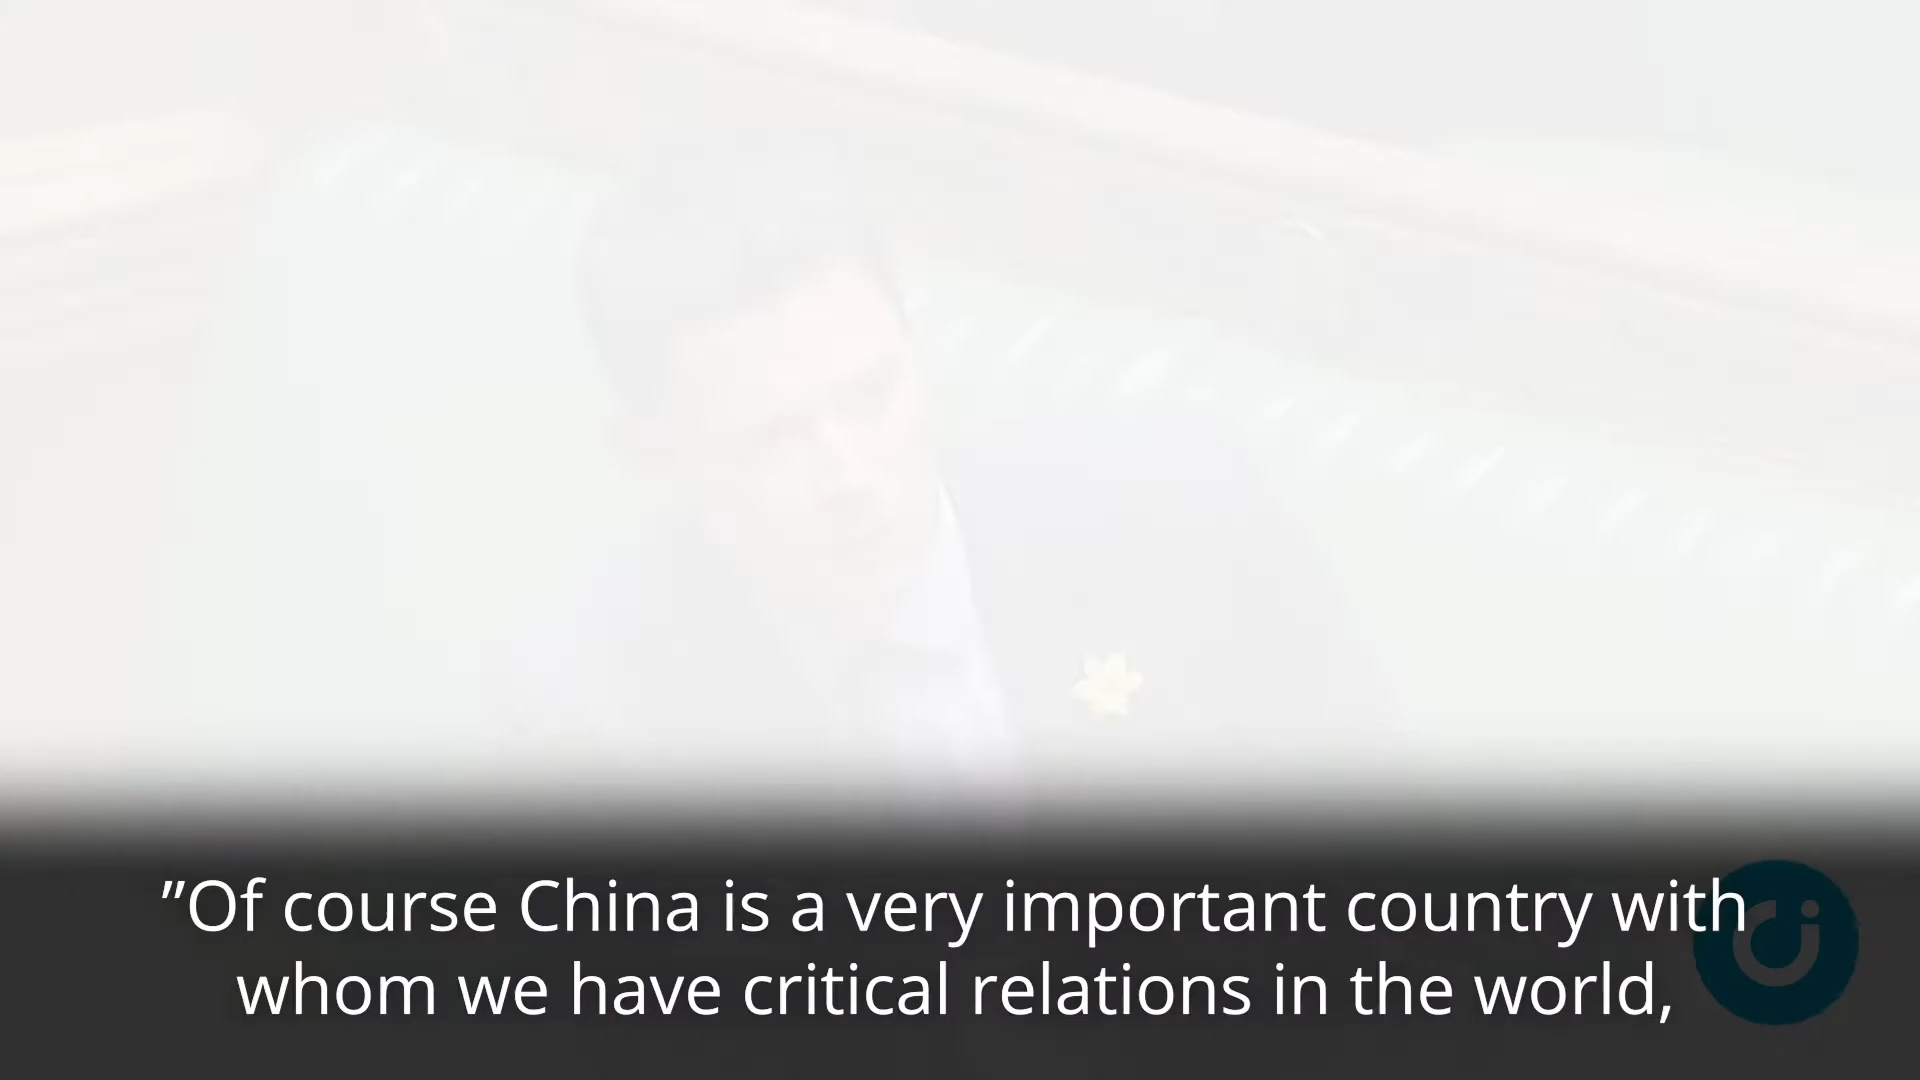 ”Of course China is a very important country with
whom we have critical relations in the world,